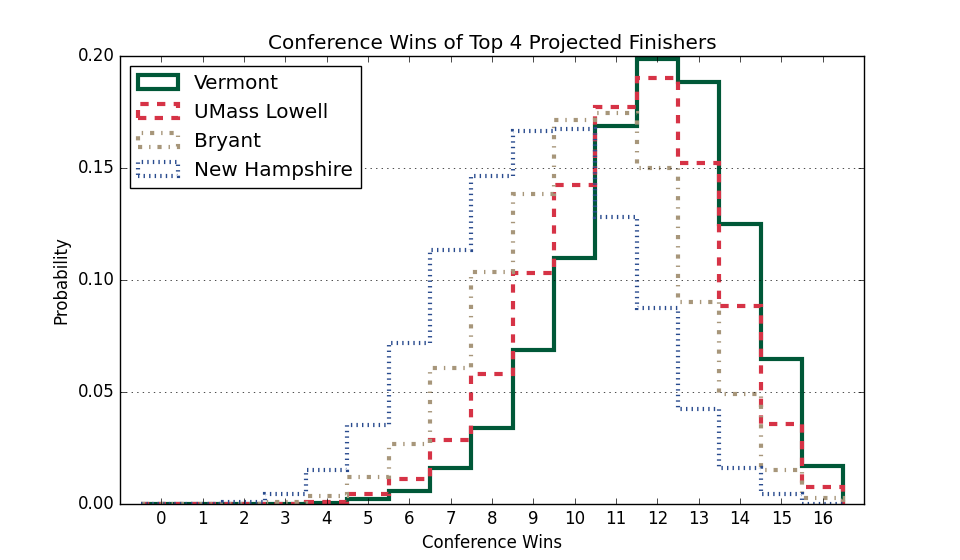 Conference Wins of Top 4 Projected Finishers
Vermont
UMass Lowell
Bryant
New Hampshire
0.20
0.15
0.10
0.05
0.00
Probability
0 1 2 3 4 5 6 7 8 9 10 11 12 13 14 15 16
Conference Wins